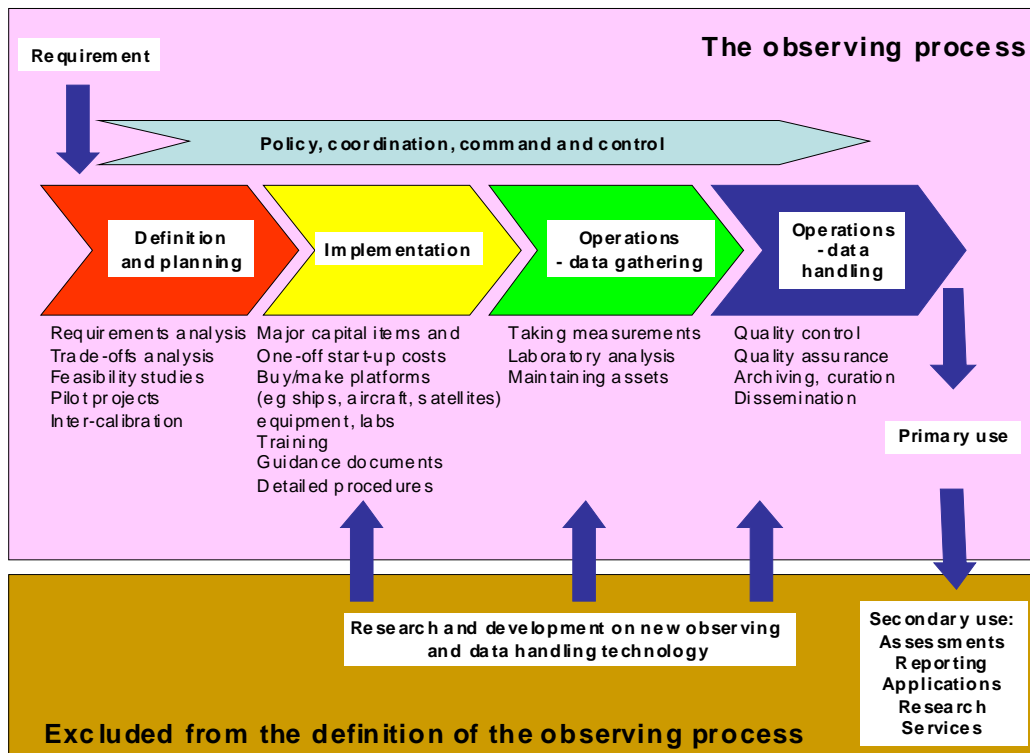 The observing process
Requirement
Policy, coordination, command and control
Definition
and planning
Implementation
Operations
- data gathering
Operations
- data
handling
Requirements analysis
Trade-offs analysis
Feasibility studies
Pilot projects
Inter-calibration
Major capital items and
One-off start-up costs
Buy/make platforms
(eg ships, aircraft, satellites)
equipment, labs
Training
Guidance documents
Detailed procedures
Taking measurements
Laboratory analysis
Maintaining assets
Quality control
Quality assurance
Archiving, curation
Dissemination
Primary use
Research and development on new observing
and data handling technology
Secondary use:
Assessments
Reporting
Applications
Research
Services
Excluded from the definition of the observing process